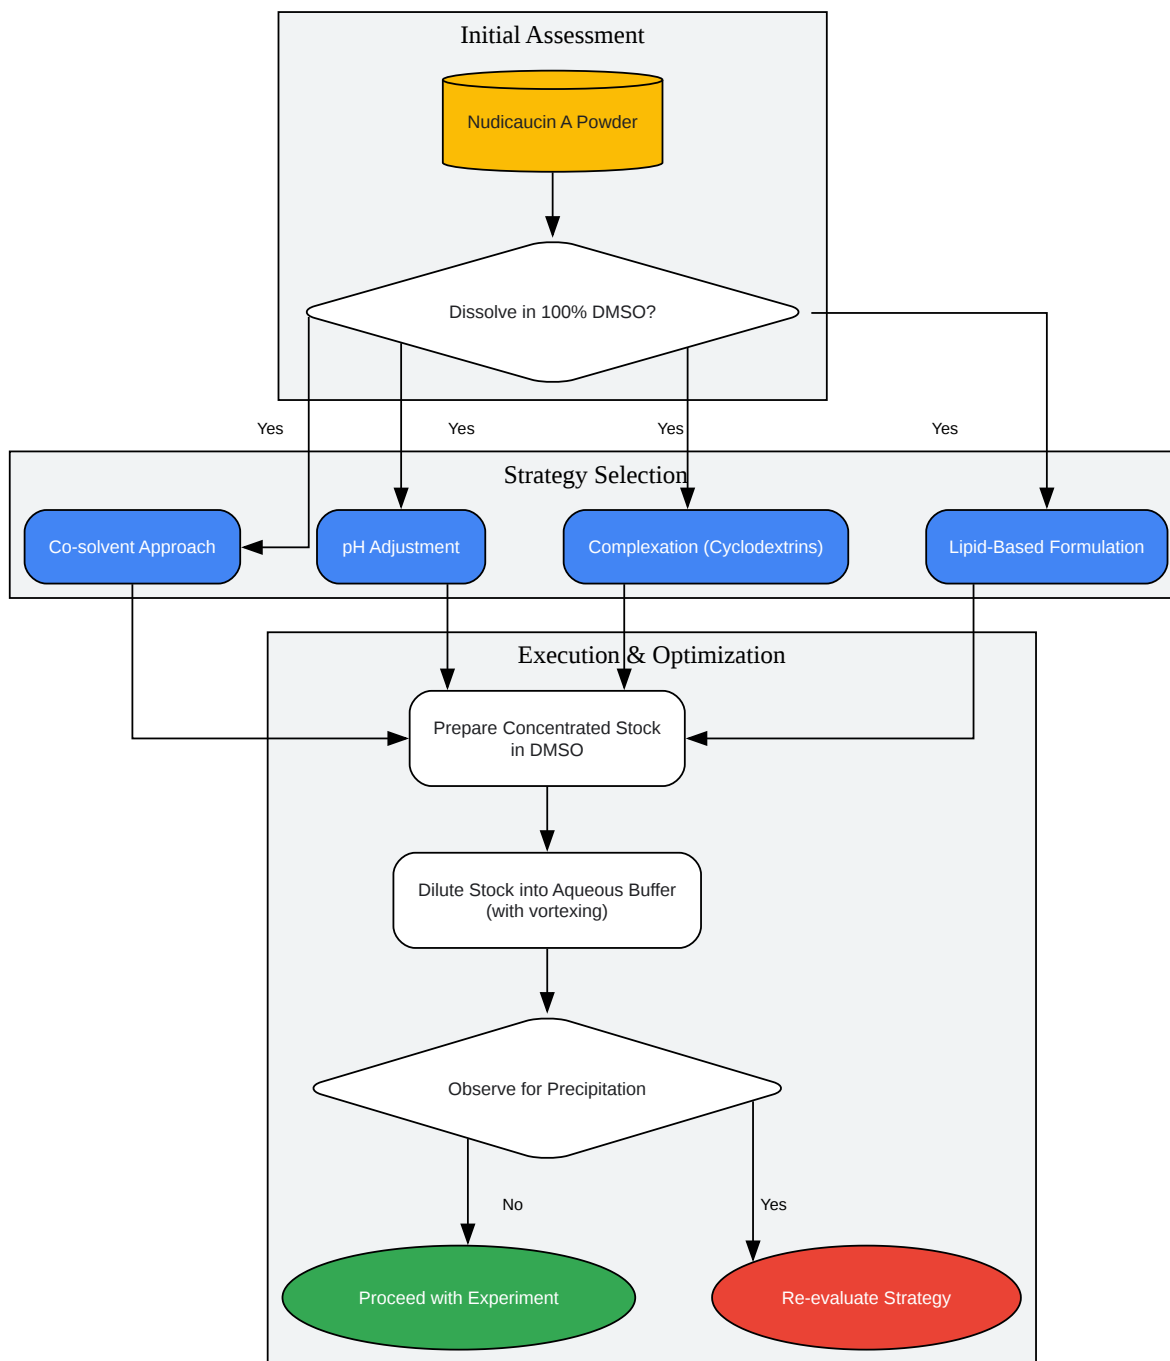 Initial Assessment
Nudicaucin A Powder
Dissolve in 100% DMSO?
Yes
Yes
Yes
Yes
Strategy Selection
Co-solvent Approach
pH Adjustment
Complexation (Cyclodextrins)
Lipid-Based Formulation
Execution & Optimization
Prepare Concentrated Stock
in DMSO
Dilute Stock into Aqueous Buffer
(with vortexing)
Observe for Precipitation
No
Yes
Proceed with Experiment
Re-evaluate Strategy